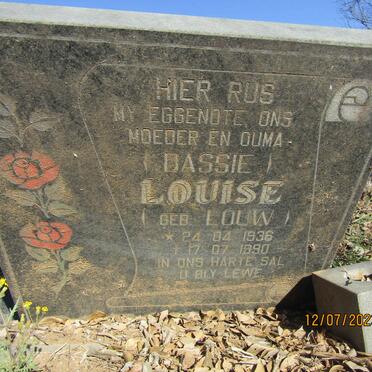 HIER RUS
MY EGGENOTE, ONS
MOEDER EN OUMA
(BASSIE)
LOUISE
(GEB. LOUW)
* 24·04·1936
† 17·07·1990
IN ONS HARTE SAL
U BLY LEWE
12/07/202